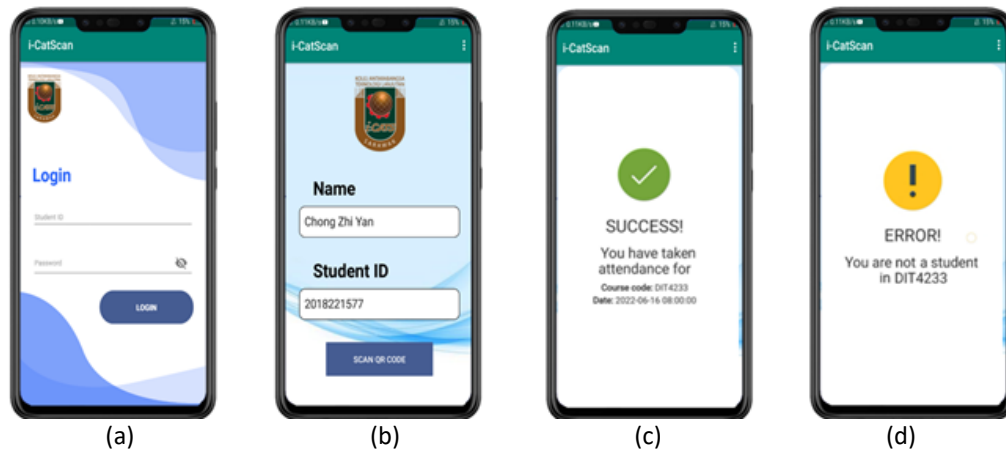 i-CatScan
Login
Student ID
Password
LOGIN
(a)
i-CatScan
Name
Chong Zhi Yan
Student ID
2018221577
SCAN QR CODE
(b)
i-CatScan
SUCCESS!
You have taken
attendance for
Course code: DIT4233
Date: 2022-06-16 08:00:00
(c)
i-CatScan
ERROR!
You are not a student
in DIT4233
(d)